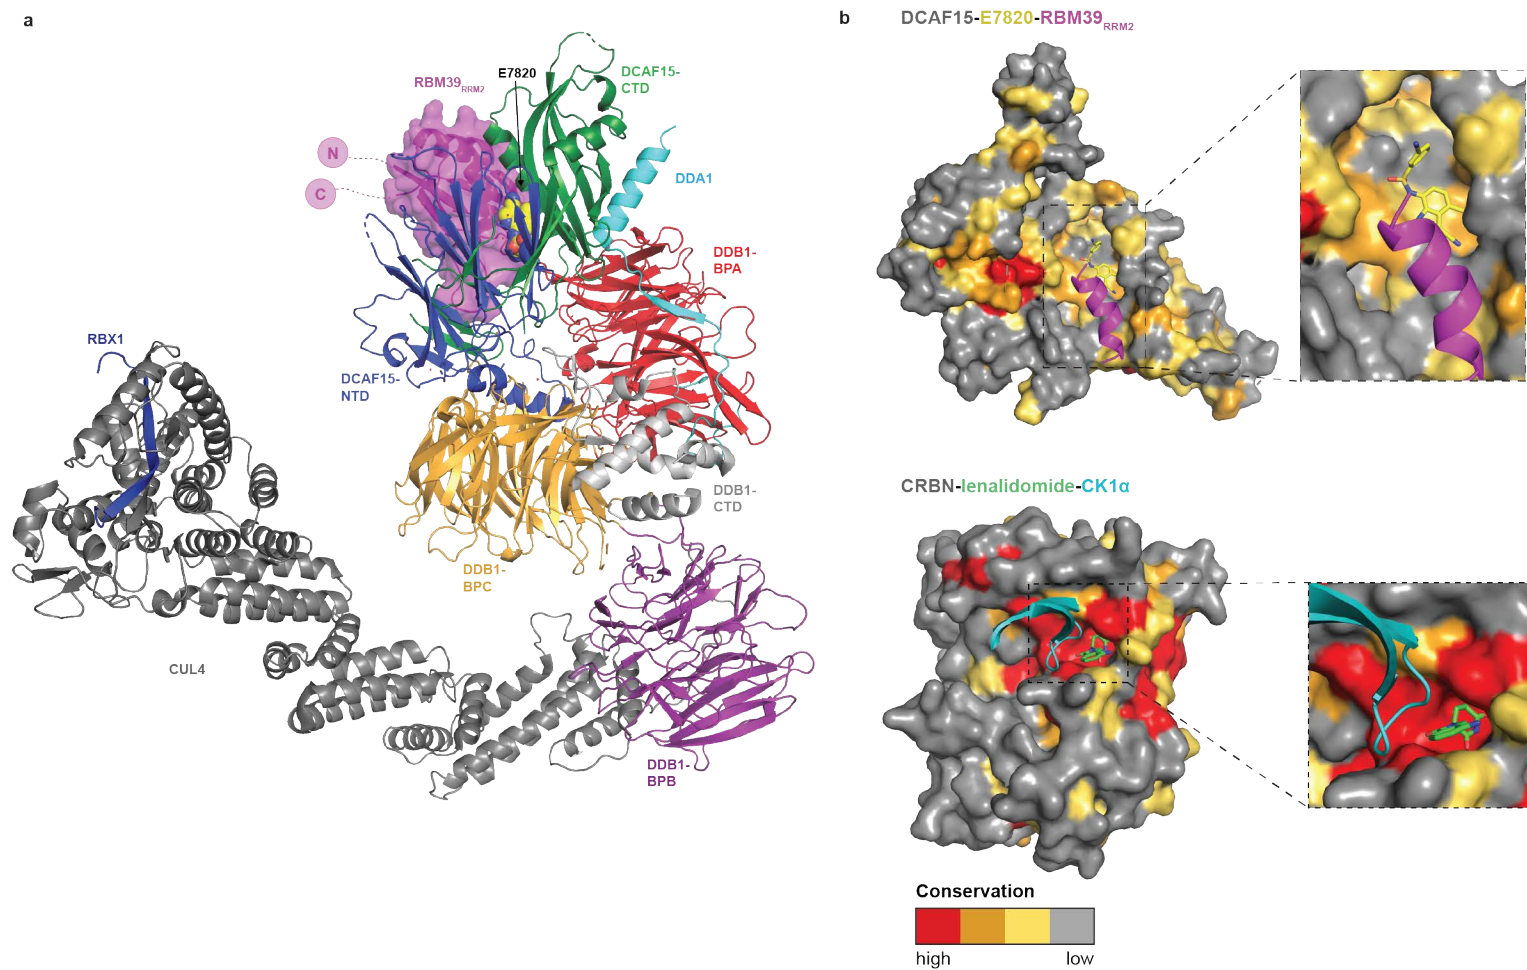 a
RBM39RRM2
E7820
DCAF15-
CTD
N
C
DDA1
DDB1-
BPA
RBX1
DCAF15-
NTD
DDB1-
CTD
DDB1-
BPC
CUL4
DDB1-
BPB
b
DCAF15-E7820-RBM39RRM2
CRBN-lenalidomide-CK1α
Conservation
high
low